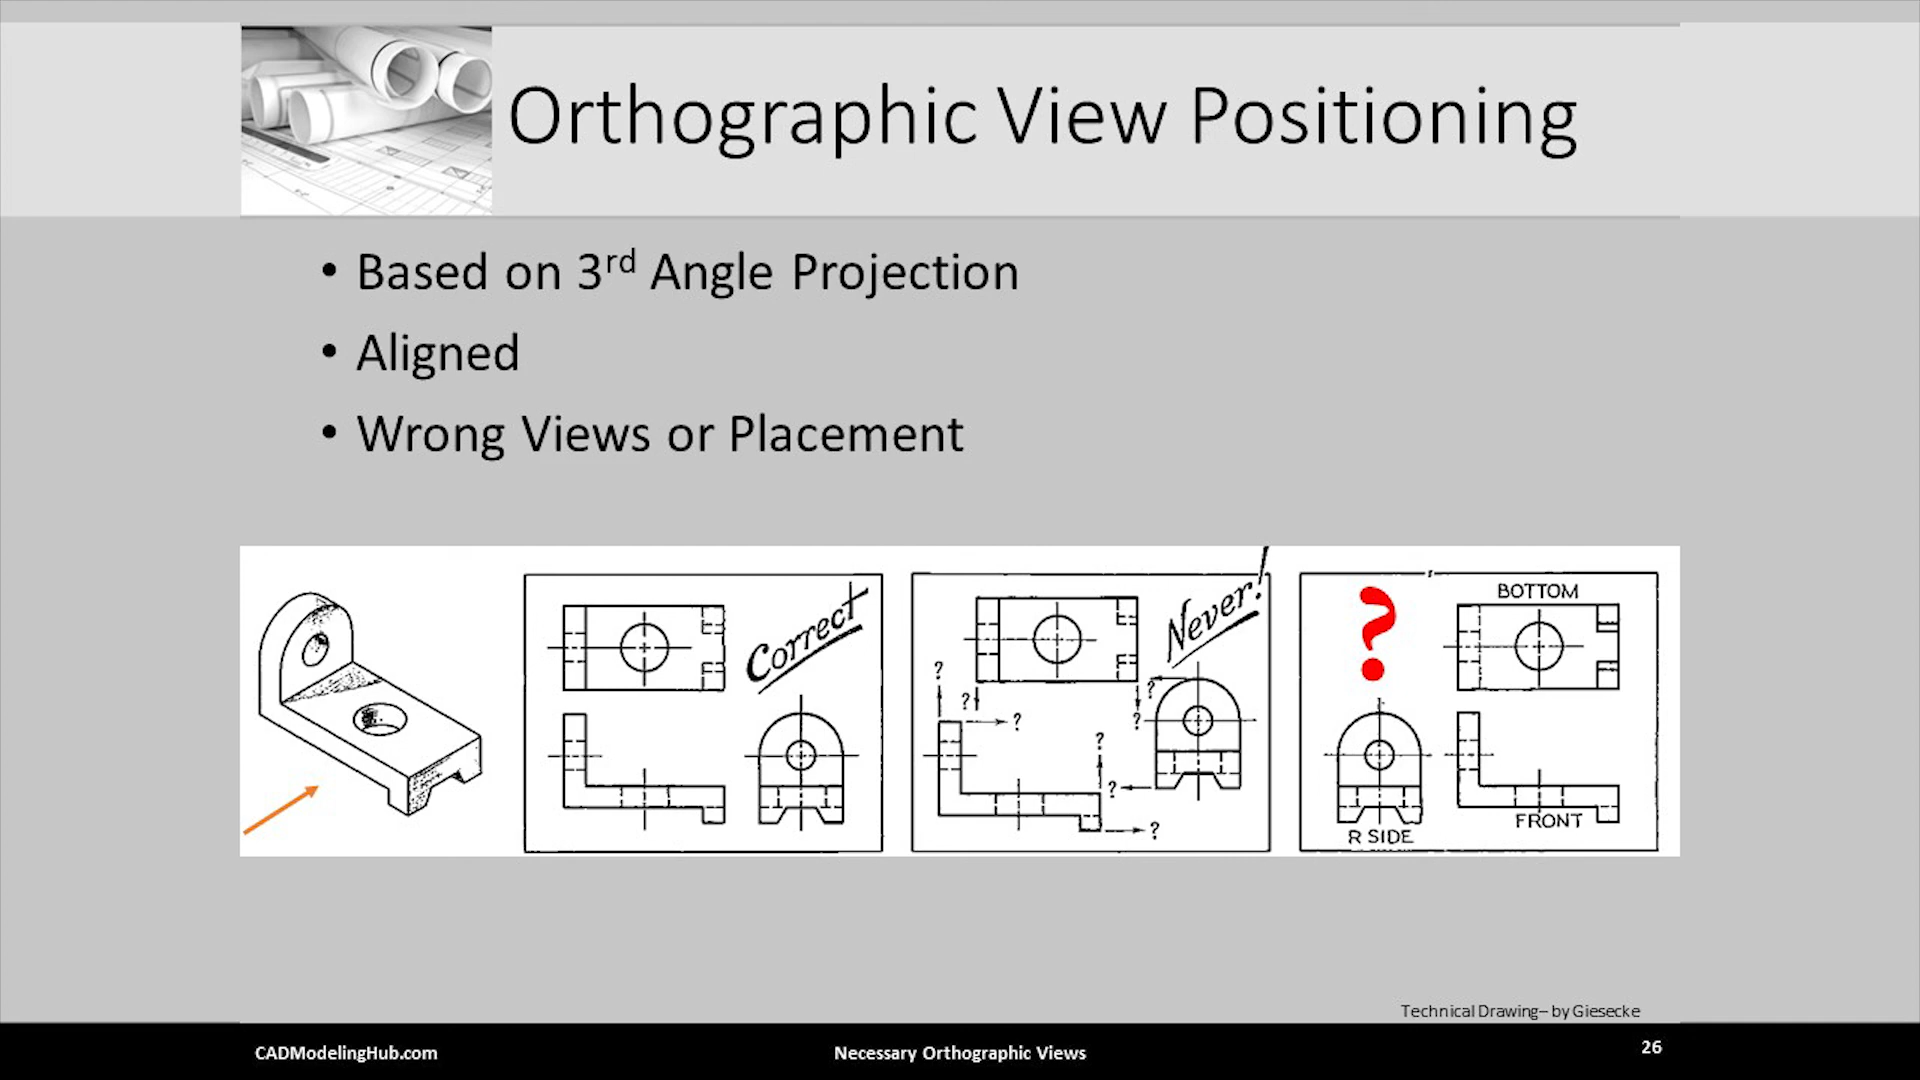 Orthographic View Positioning
• Based on 3rd Angle Projection
• Aligned
• Wrong Views or Placement
Correct
Never!
?
?
?
?
?
?
?
?
?
BOTTOM
FRONT
R SIDE
Technical Drawing– by Giesecke
CADModelingHub.com
Necessary Orthographic Views
26